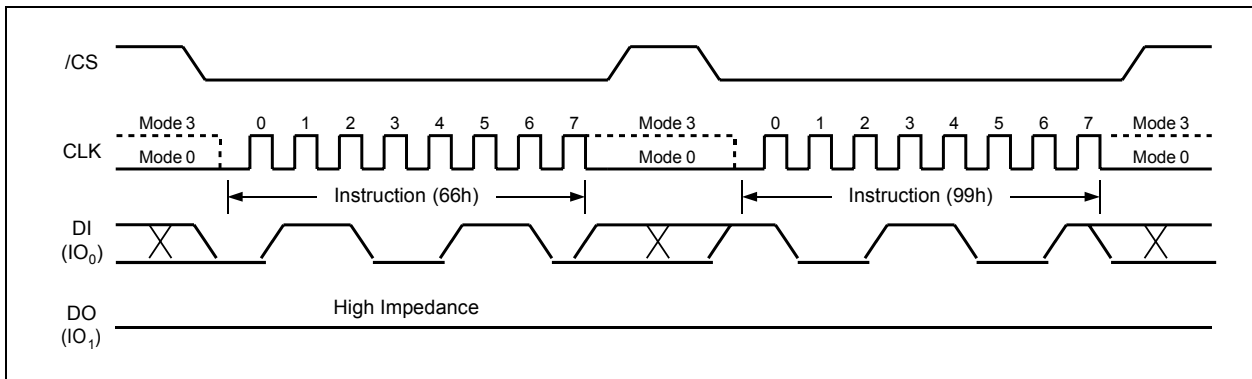 /CS
Mode 3 0 1 2 3 4 5 6 7 Mode 3 0 1 2 3 4 5 6 7 Mode 3
CLK Mode 0 Mode 0 Mode 0
Instruction (66h) Instruction (99h)
DI
(IO0)
High Impedance
DO
(IO1)